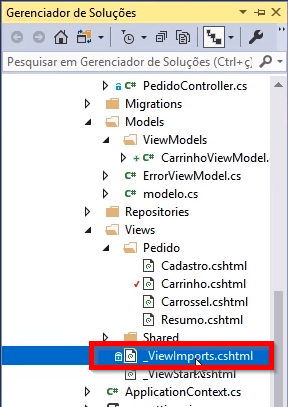 Gerenciador de Soluções
Pesquisar em Gerenciador de Soluções (Ctrl+ç)
PedidoController.cs
Migrations
Models
ViewModels
CarrinhoViewModel.
ErrorViewModel.cs
modelo.cs
Repositories
Views
Pedido
Cadastro.cshtml
Carrinho.cshtml
Carrossel.cshtml
Resumo.cshtml
Shared
_ViewImports.cshtml
_ViewStart.cshtml
ApplicationContext.cs